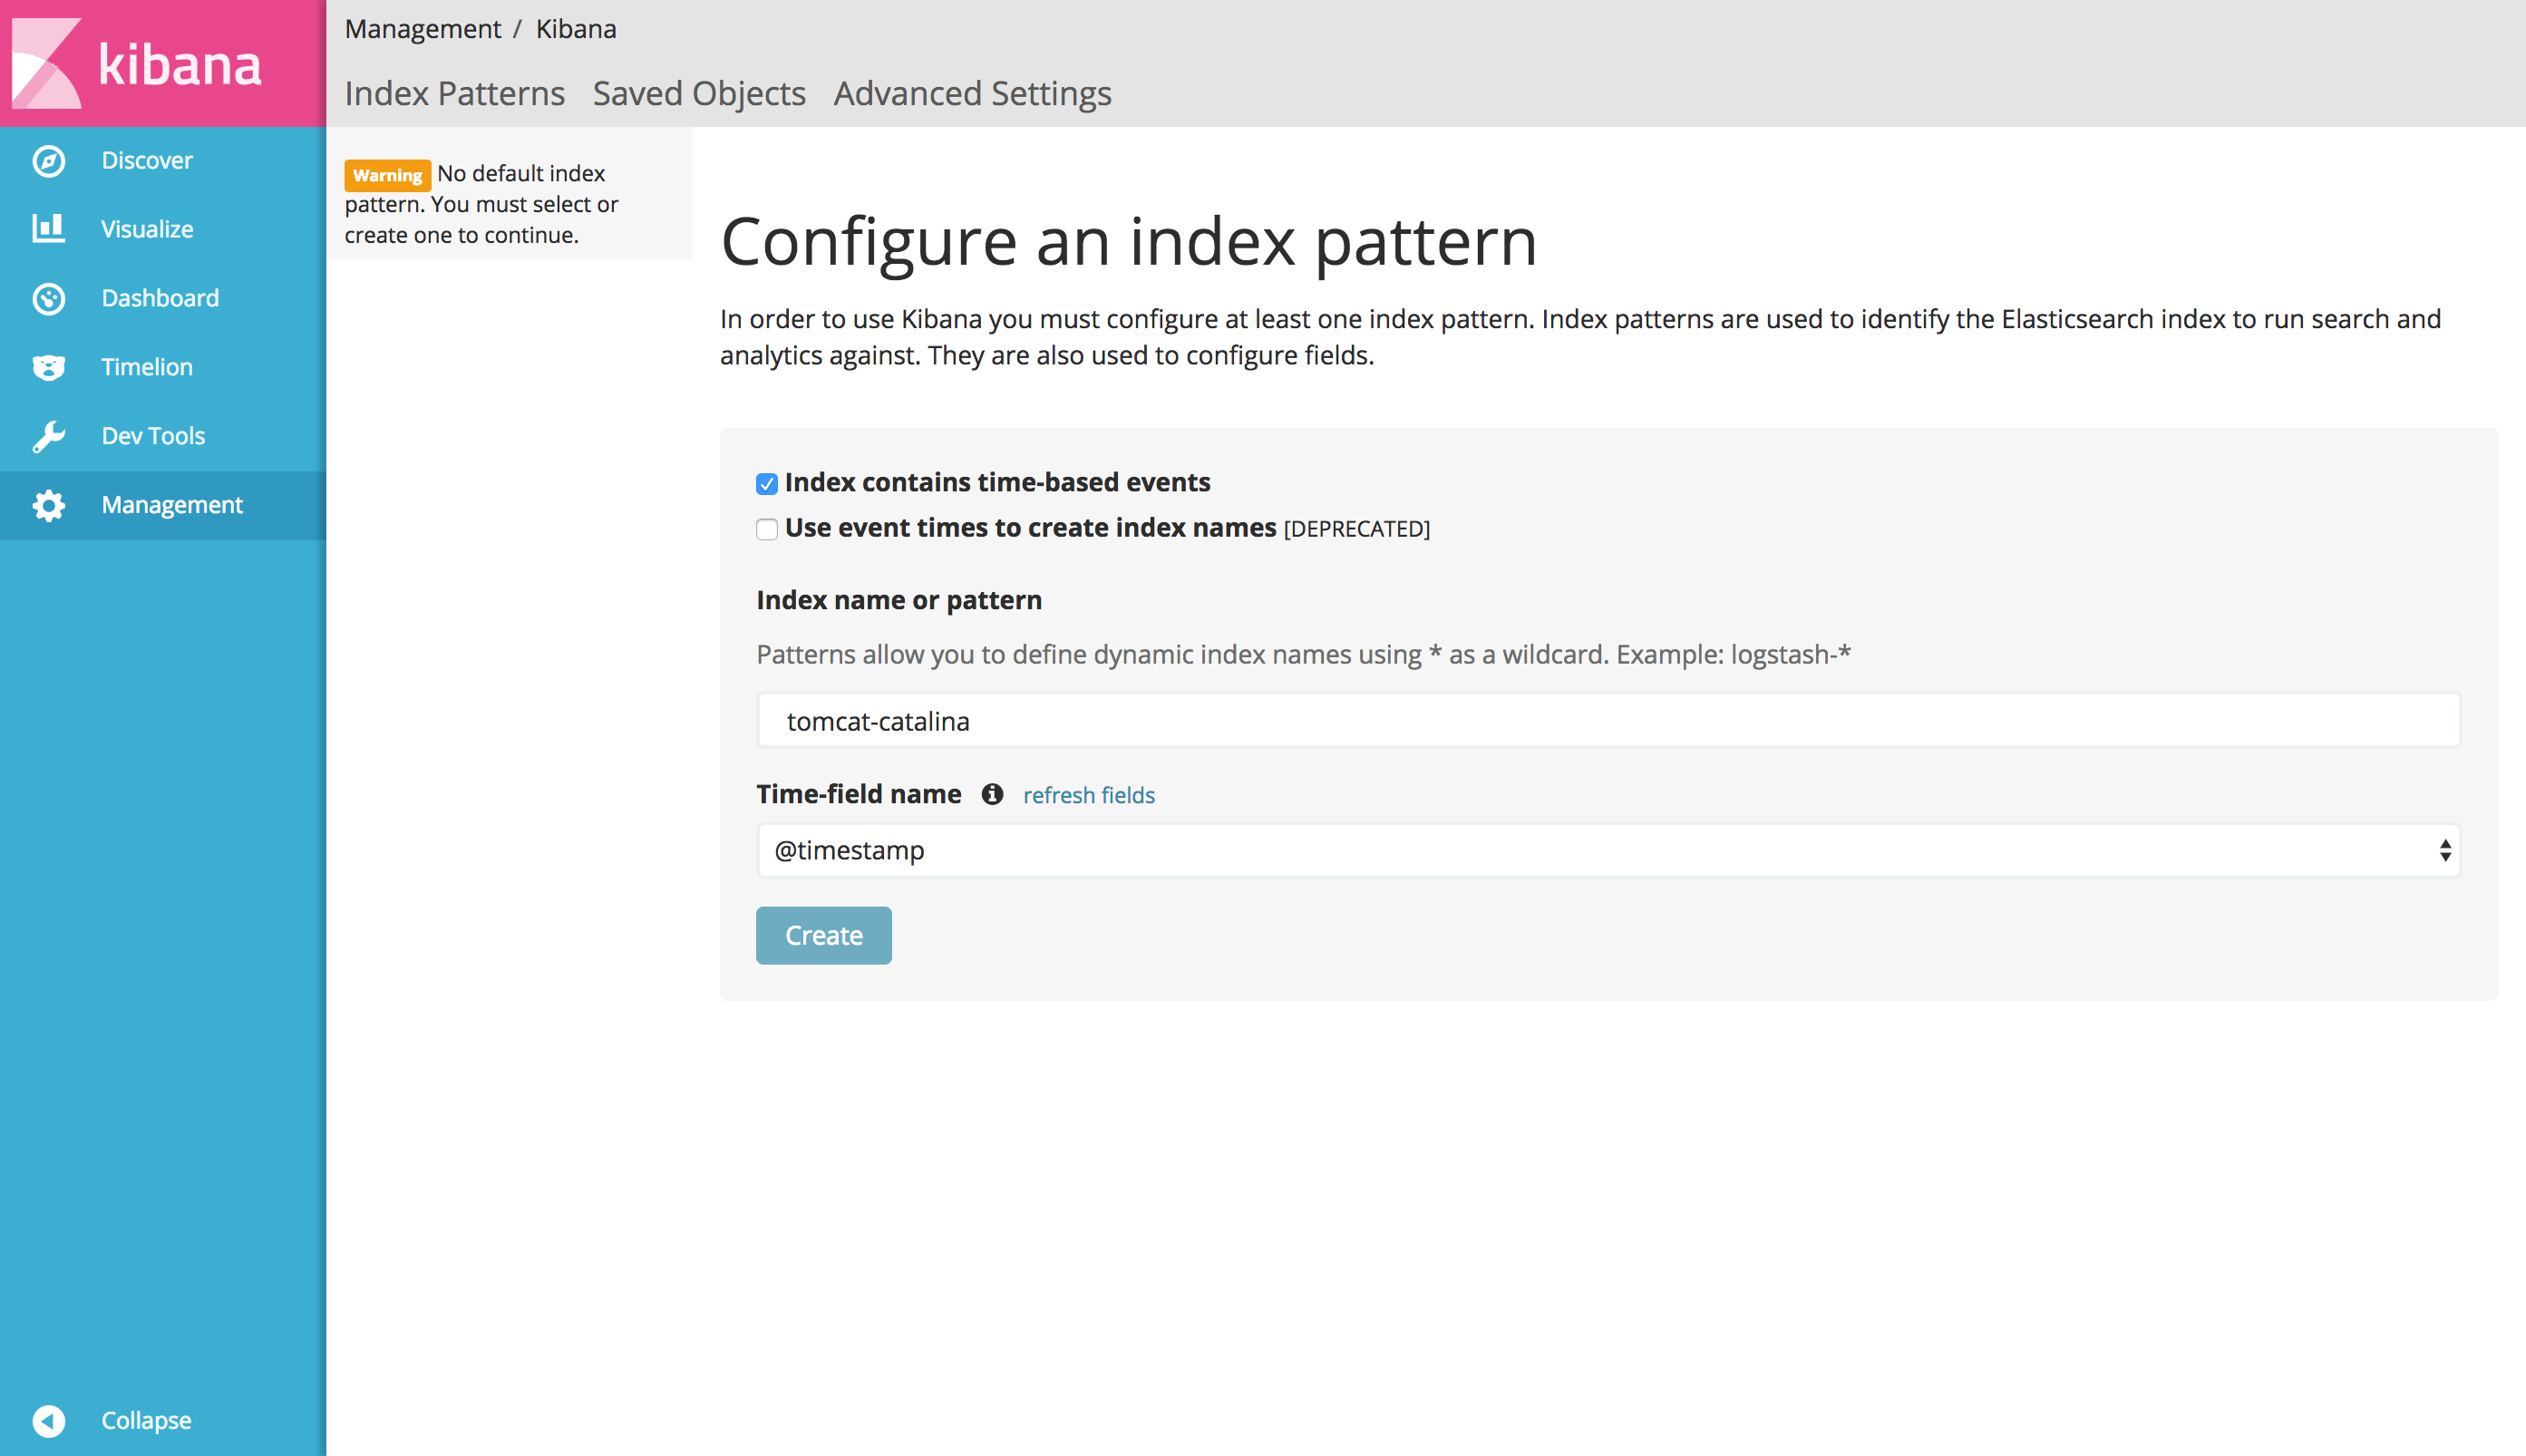 kibana
Discover
Visualize
Dashboard
Timelion
Dev Tools
Management
Collapse
Management / Kibana
Index Patterns Saved Objects Advanced Settings
Warning No default index
pattern. You must select or
create one to continue.
Configure an index pattern
In order to use Kibana you must configure at least one index pattern. Index patterns are used to identify the Elasticsearch index to run search and
analytics against. They are also used to configure fields.
Index contains time-based events
Use event times to create index names [DEPRECATED]
Index name or pattern
Patterns allow you to define dynamic index names using * as a wildcard. Example: logstash-*
tomcat-catalina
Time-field name refresh fields
@timestamp
Create